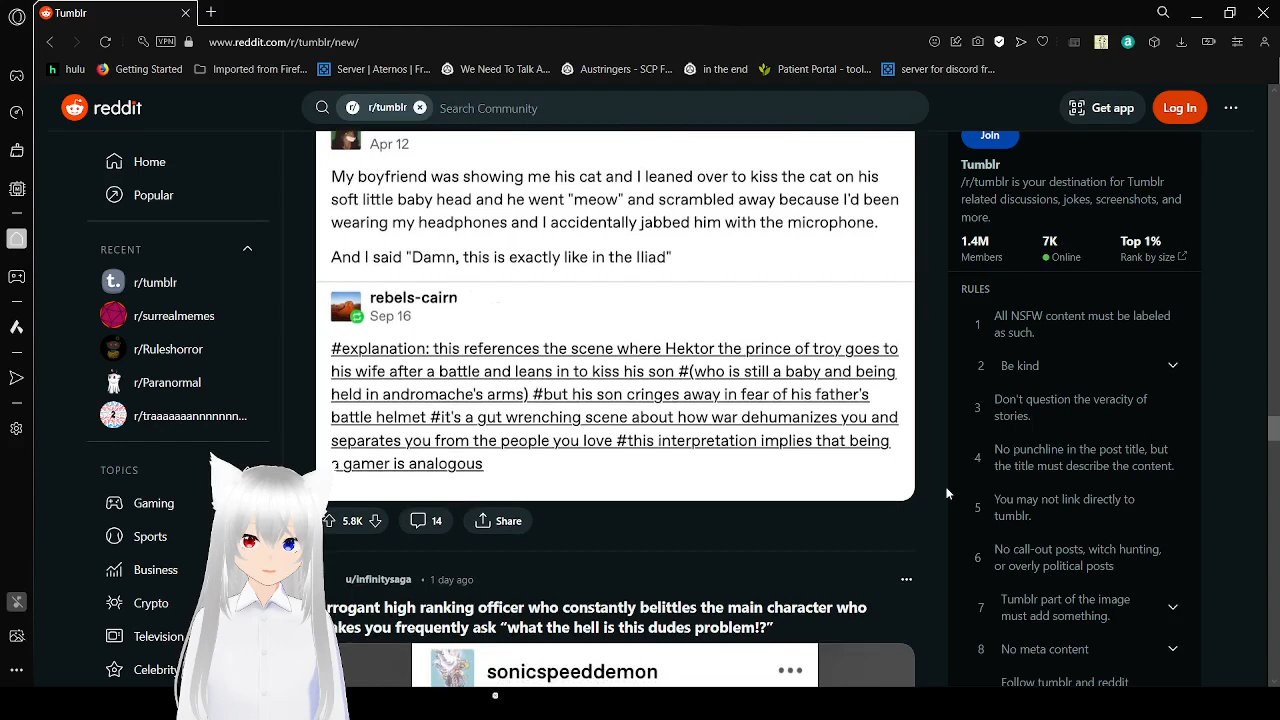 Tumblr
www.reddit.com/r/tumblr/new/
VPN
hulu
Getting Started
Imported from Firef...
Server | Aternos | Fr...
We Need To Talk A...
Austringers - SCP F...
in the end
Patient Portal - tool...
server for discord fr...
reddit
r/tumblr
Search Community
Get app
Log In
Home
Popular
RECENT
r/tumblr
r/surrealmemes
r/Ruleshorror
r/Paranormal
r/traaaaaaannnnnnn...
TOPICS
Gaming
Sports
Business
Crypto
Television
Celebrity
Apr 12
My boyfriend was showing me his cat and I leaned over to kiss the cat on his
soft little baby head and he went "meow" and scrambled away because I'd been
wearing my headphones and I accidentally jabbed him with the microphone.
And I said "Damn, this is exactly like in the Iliad"
rebels-cairn
Sep 16
#explanation: this references the scene where Hektor the prince of troy goes to
his wife after a battle and leans in to kiss his son #(who is still a baby and being
held in andromache's arms) #but his son cringes away in fear of his father's
battle helmet #it's a gut wrenching scene about how war dehumanizes you and
separates you from the people you love #this interpretation implies that being
a gamer is analogous
5.8K
14
Share
u/infinitysaga • 1 day ago
rrogant high ranking officer who constantly belittles the main character who
akes you frequently ask “what the hell is this dudes problem!?”
sonicspeeddemon
Join
Tumblr
/r/tumblr is your destination for Tumblr
related discussions, jokes, screenshots, and
more.
1.4M
Members
7K
Online
Top 1%
Rank by size
RULES
1 All NSFW content must be labeled
as such.
2 Be kind
3 Don't question the veracity of
stories.
4 No punchline in the post title, but
the title must describe the content.
5 You may not link directly to
tumblr.
6 No call-out posts, witch hunting,
or overly political posts
7 Tumblr part of the image
must add something.
8 No meta content
Follow tumblr and reddit